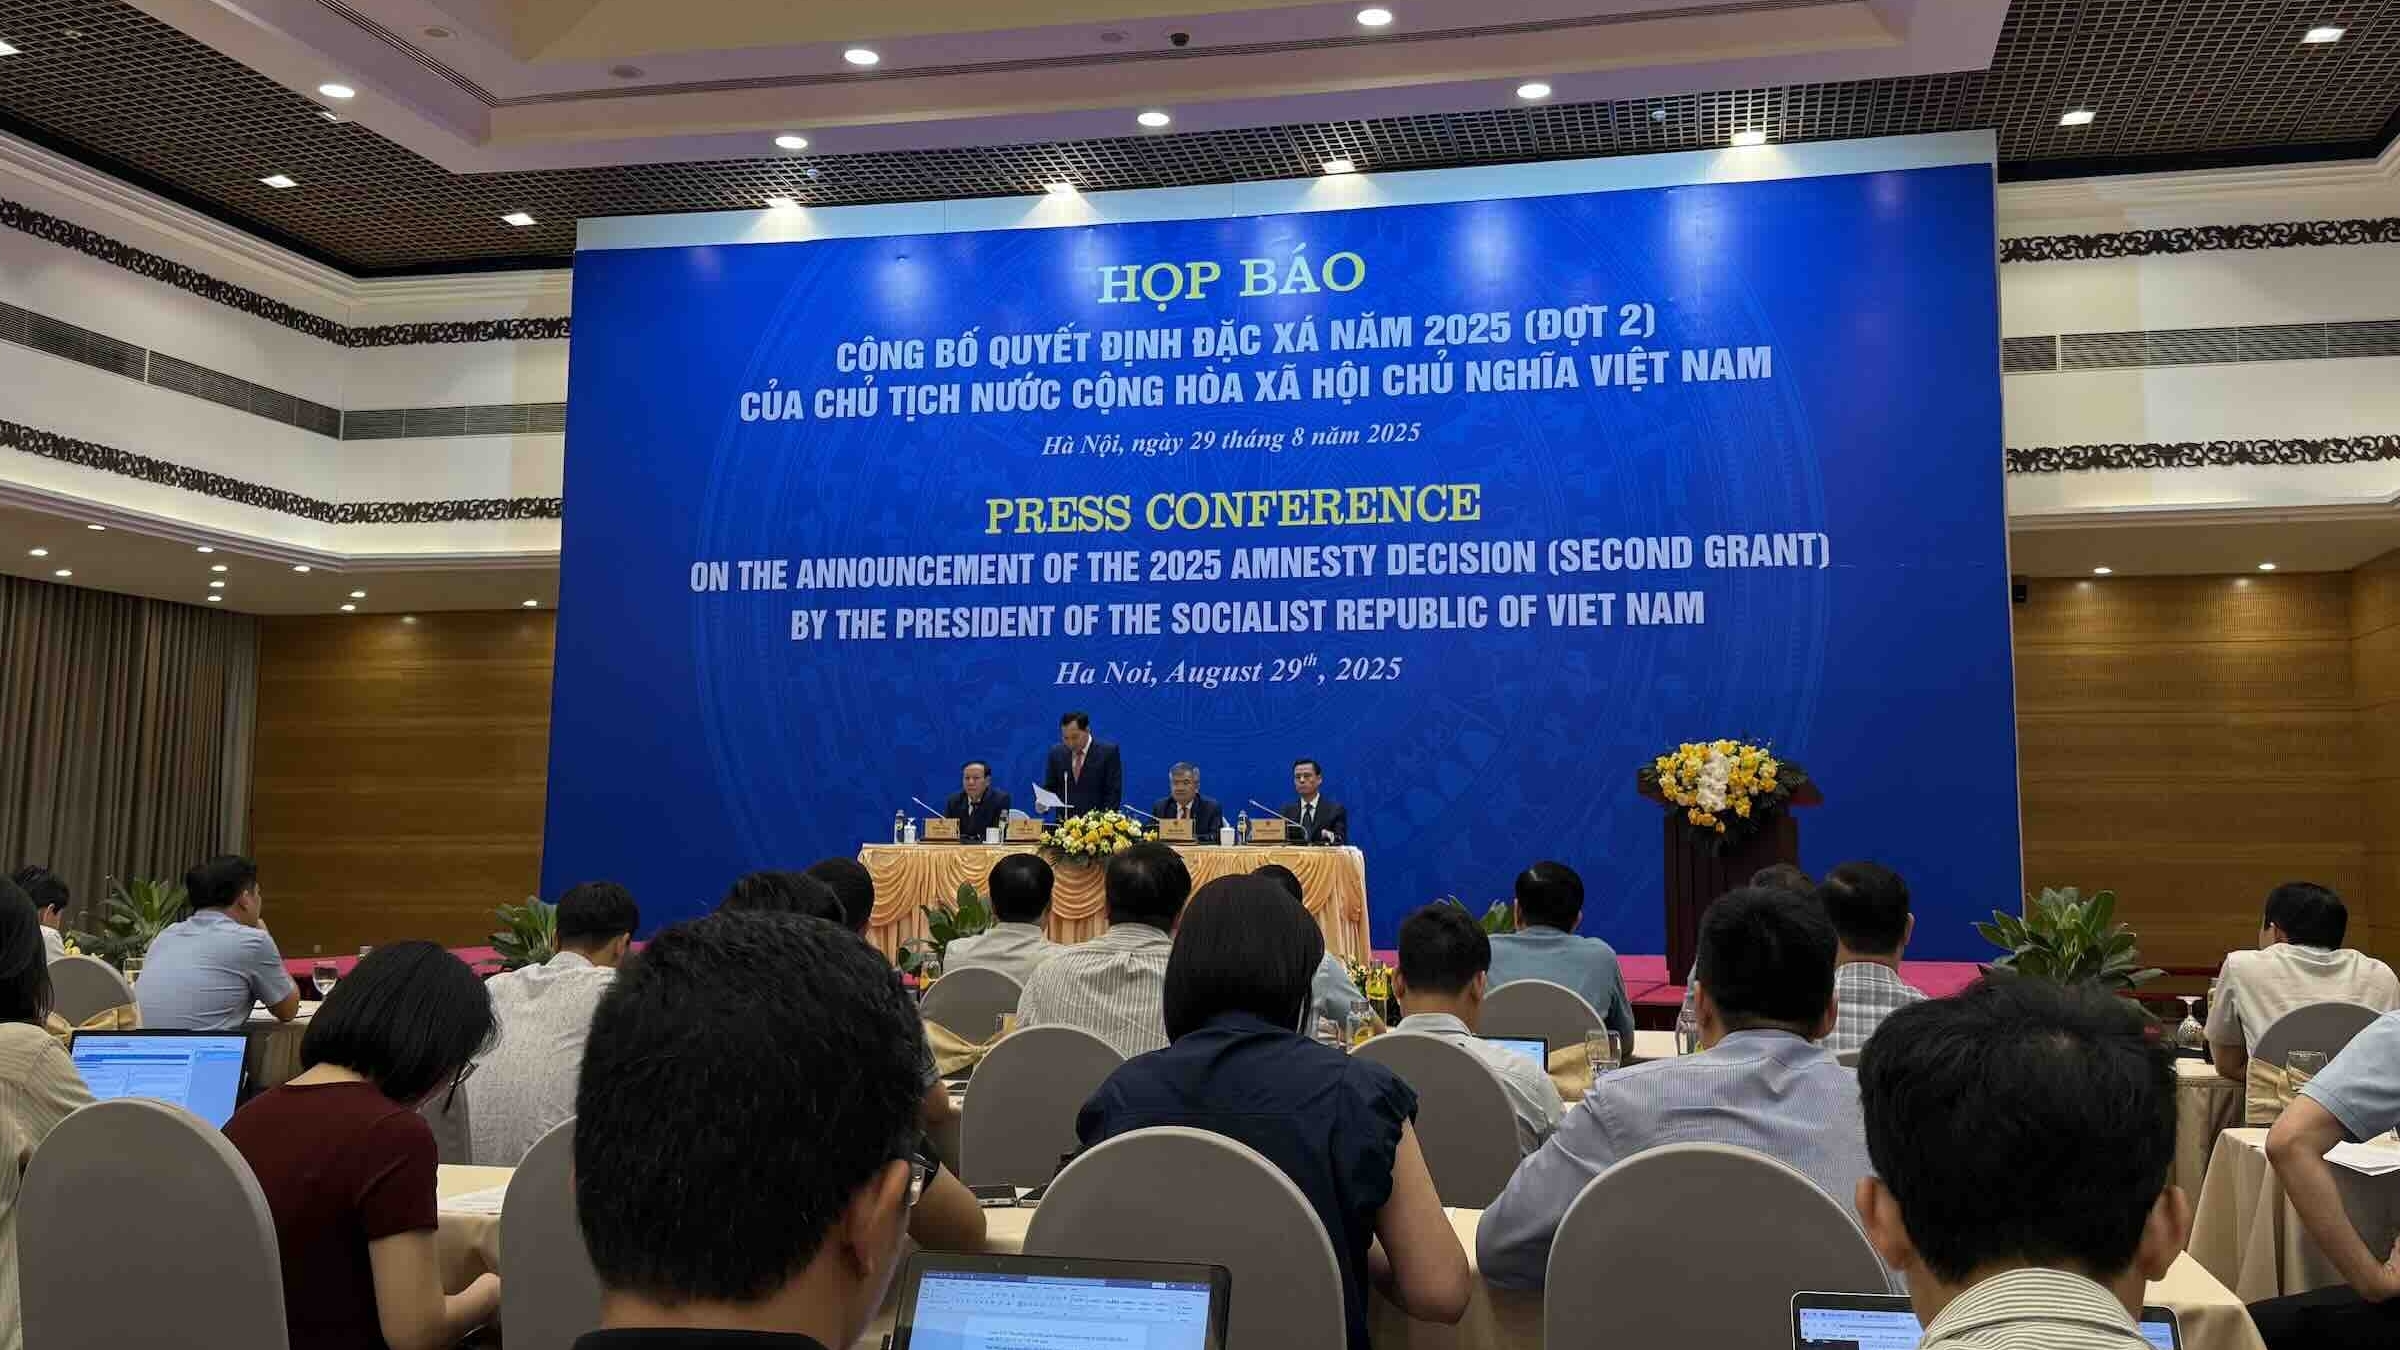 HỌP BÁO
CÔNG BỐ QUYẾT ĐỊNH ĐẶC XÁ NĂM 2025 (ĐỢT 2)
CỦA CHỦ TỊCH NƯỚC CỘNG HÒA XÃ HỘI CHỦ NGHĨA VIỆT NAM
Hà Nội, ngày 29 tháng 8 năm 2025
PRESS CONFERENCE
ON THE ANNOUNCEMENT OF THE 2025 AMNESTY DECISION (SECOND GRANT)
BY THE PRESIDENT OF THE SOCIALIST REPUBLIC OF VIET NAM
Ha Noi, August 29th, 2025